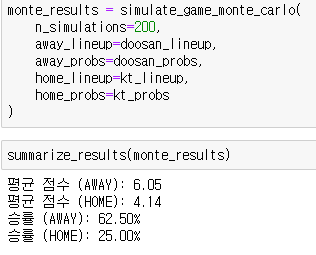 monte_results = simulate_game_monte_carlo(
    n_simulations=200,
    away_lineup=doosan_lineup,
    away_probs=doosan_probs,
    home_lineup=kt_lineup,
    home_probs=kt_probs
)
summarize_results(monte_results)
평균 점수 (AWAY): 6.05
평균 점수 (HOME): 4.14
승률 (AWAY): 62.50%
승률 (HOME): 25.00%